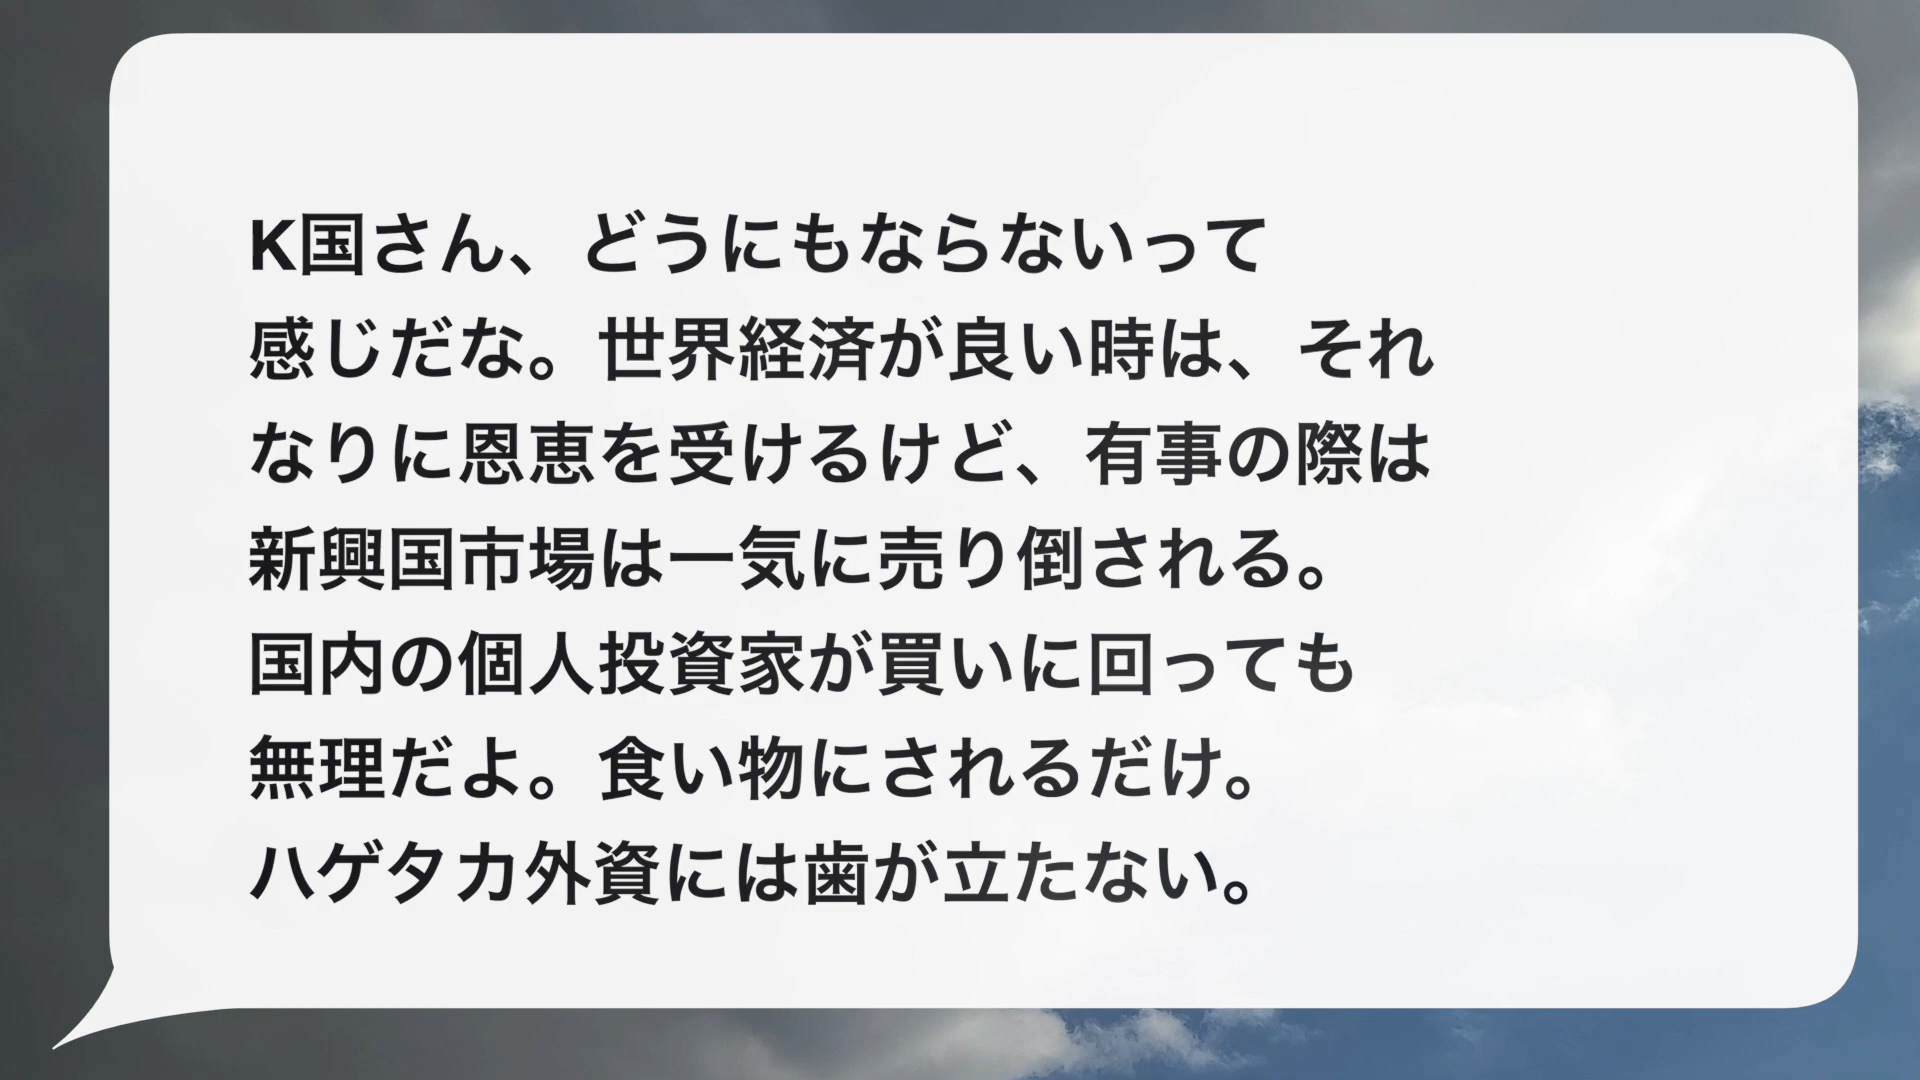 K国さん、どうにもならないって
感じだな。世界経済が良い時は、それ
なりに恩恵を受けるけど、有事の際は
新興国市場は一気に売り倒される。
国内の個人投資家が買いに回っても
無理だよ。食い物にされるだけ。
ハゲタカ外資には歯が立たない。